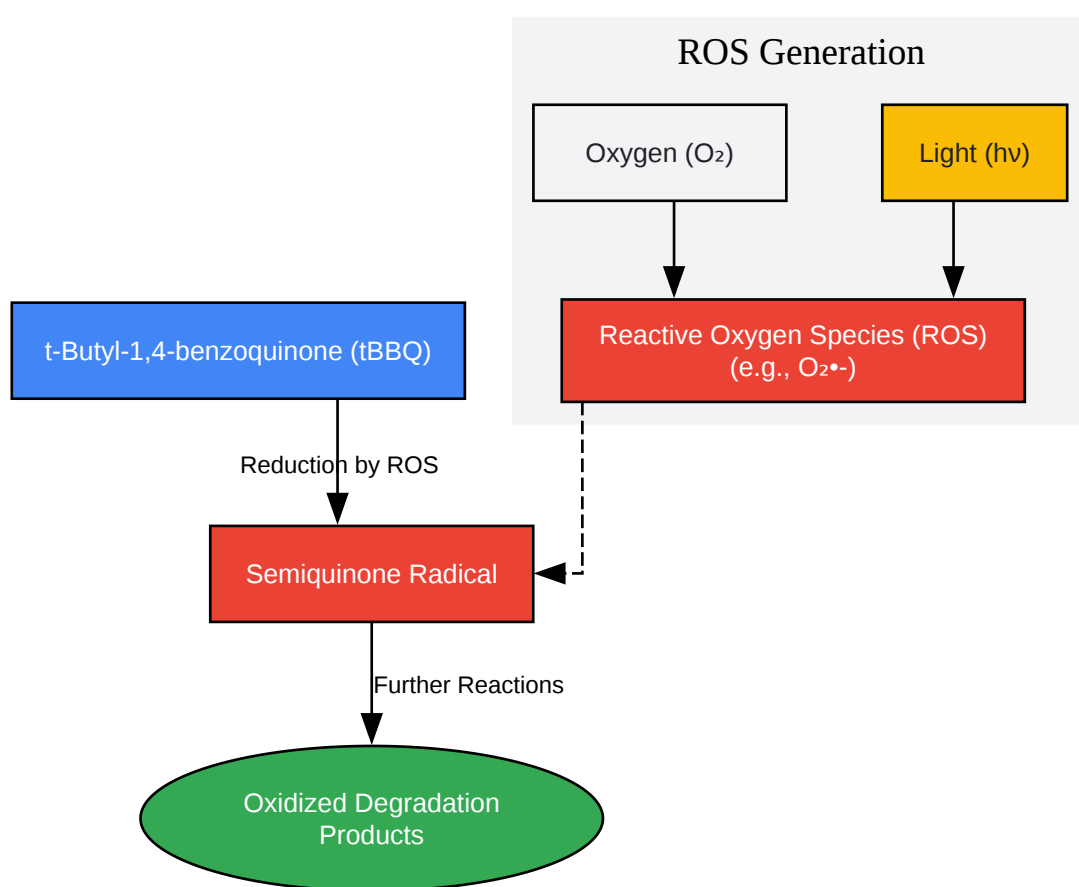 ROS Generation
Oxygen (O₂)
Light (hν)
t-Butyl-1,4-benzoquinone (tBBQ)
Reactive Oxygen Species (ROS)
(e.g., O₂•-)
Reduction by ROS
Semiquinone Radical
Further Reactions
Oxidized Degradation
Products